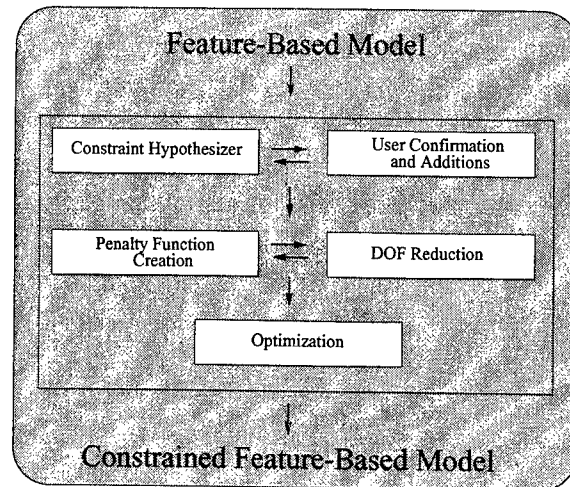 Feature-Based Model
Constraint Hypothesizer
User Confirmation
and Additions
Penalty Function
Creation
DOF Reduction
Optimization
Constrained Feature-Based Model